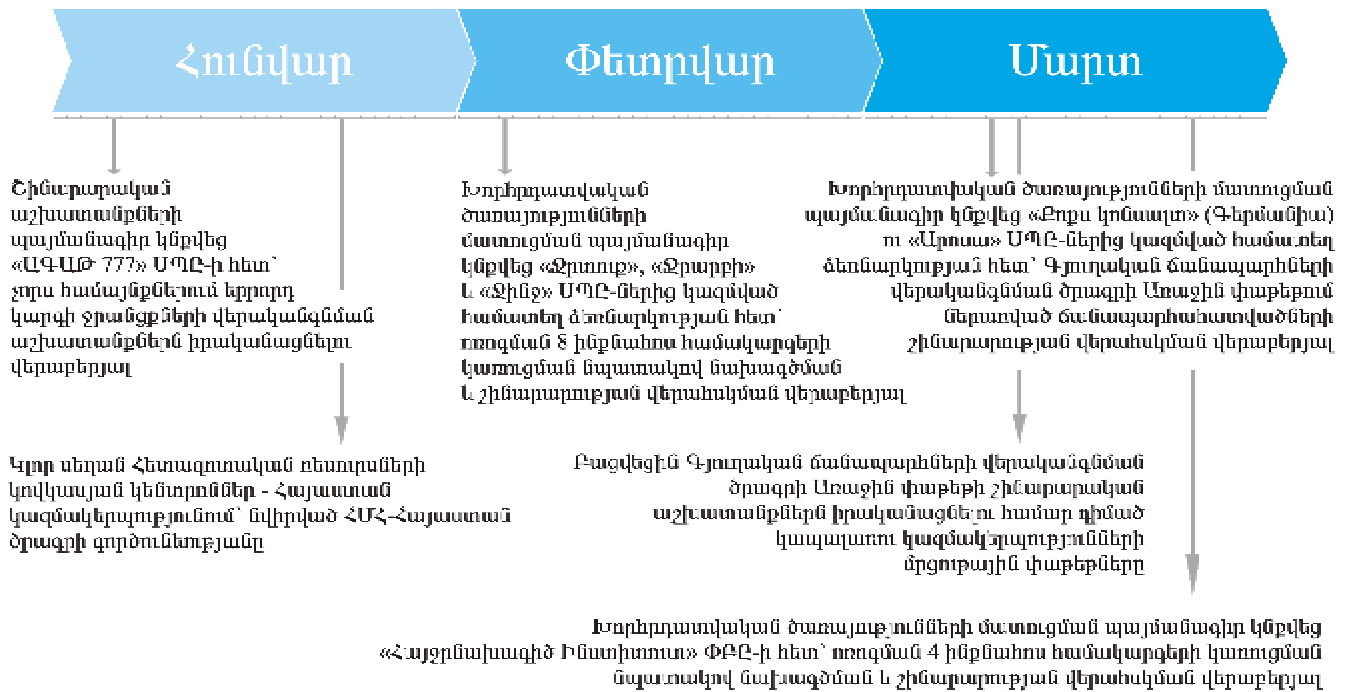 Հունվար
Փետրվար
Մարտ
Շինարարական
աշխատանքների
պայմանագիր կնքվեց
«ԱԳԱԹ 777» ՍՊԸ-ի հետ՝
չորս համայնքներում երրորդ
կարգի ջրանցքների վերականգնման
աշխատանքներն իրականացնելու
վերաբերյալ
Կլոր սեղան Հետազոտական ռեսուրսների
կովկասյան կենտրոններ - Հայաստան
կազմակերպությունում՝ նվիրված ՀՄՀ-Հայաստան
ծրագրի գործունեությանը
Խորհրդատվական
ծառայությունների
մատուցման պայմանագիր
կնքվեց «Ջրտուք», «Ջրարբի»
և «Ջինջ» ՍՊԸ-ներից կազմված
համատեղ ձեռնարկության հետ՝
ոռոգման 8 ինքնահոս համակարգերի
կառուցման նպատակով նախագծման
և շինարարության վերահսկման վերաբերյալ
Խորհրդատվական ծառայությունների մատուցման
պայմանագիր կնքվեց «Քոքս կոնսալտ» (Գերմանիա)
ու «Արոսա» ՍՊԸ-ներից կազմված համատեղ
ձեռնարկության հետ՝ Գյուղական ճանապարհների
վերականգնման ծրագրի Առաջին փաթեթում
ներառված ճանապարհահատվածների
շինարարության վերահսկման վերաբերյալ
Բացվեցին Գյուղական ճանապարհների վերականգնման
ծրագրի Առաջին փաթեթի շինարարական
աշխատանքներն իրականացնելու համար դիմած
կապալառու կազմակերպությունների
մրցութային փաթեթները
Խորհրդատվական ծառայությունների մատուցման պայմանագիր կնքվեց
«Հայջրնախագիծ Ինստիտուտ» ՓԲԸ-ի հետ՝ ոռոգման 4 ինքնահոս համակարգերի կառուցման
նպատակով նախագծման և շինարարության վերահսկման վերաբերյալ